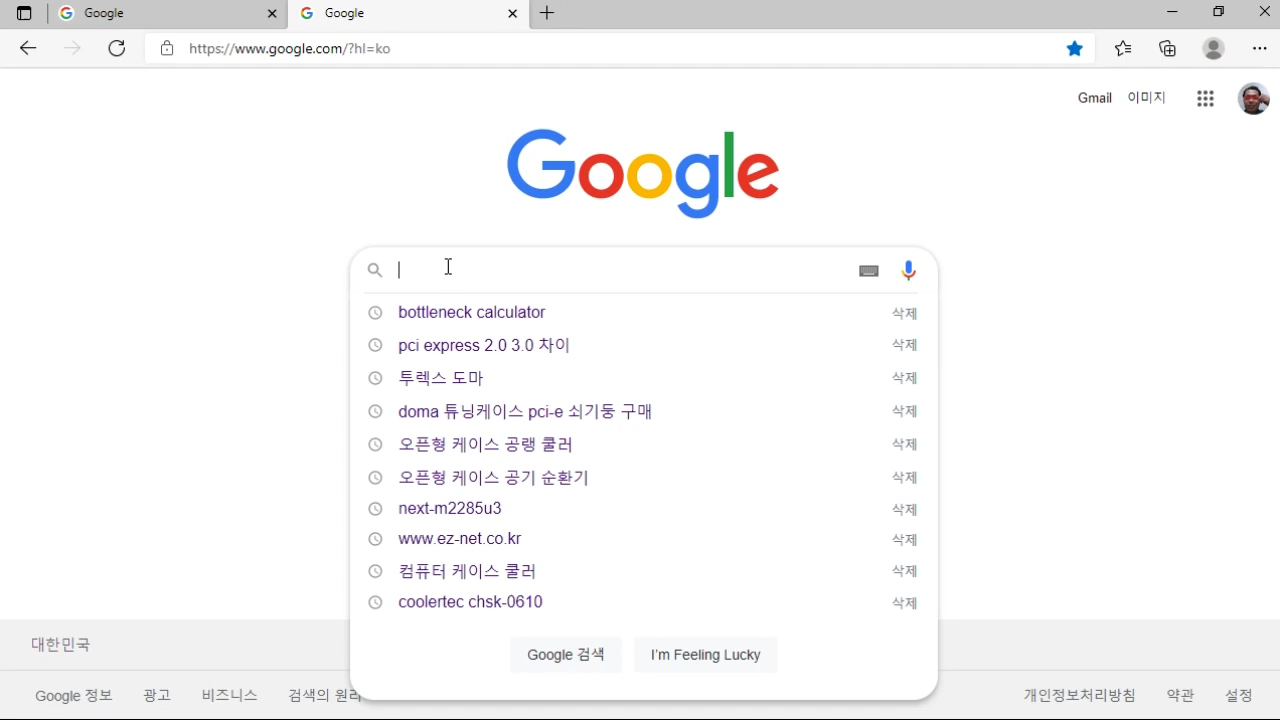 Google
Google
https://www.google.com/?hl=ko
Gmail 이미지
Google
bottleneck calculator 삭제
pci express 2.0 3.0 차이 삭제
투렉스 도마 삭제
doma 튜닝케이스 pci-e 쇠기둥 구매 삭제
오픈형 케이스 공랭 쿨러 삭제
오픈형 케이스 공기 순환기 삭제
next-m2285u3 삭제
www.ez-net.co.kr 삭제
컴퓨터 케이스 쿨러 삭제
coolertec chsk-0610 삭제
Google 검색 I'm Feeling Lucky
대한민국
Google 정보 광고 비즈니스 검색의 원리 개인정보처리방침 약관 설정